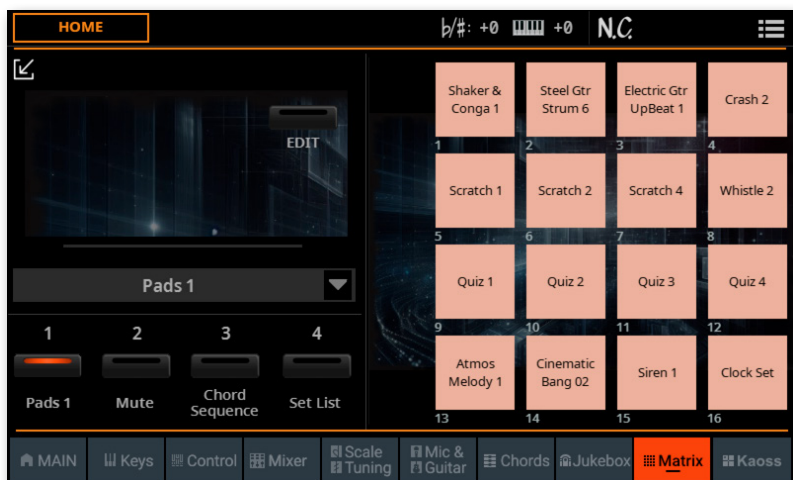 HOME
♭/#: +0 +0 N.C.
EDIT
Pads 1
1 2 3 4
Pads 1 Mute Chord Sequence Set List
Shaker & Conga 1
1
Steel Gtr Strum 6
2
Electric Gtr UpBeat 1
3
Crash 2
4
Scratch 1
5
Scratch 2
6
Scratch 4
7
Whistle 2
8
Quiz 1
9
Quiz 2
10
Quiz 3
11
Quiz 4
12
Atmos Melody 1
13
Cinematic Bang 02
14
Siren 1
15
Clock Set
16
MAIN Keys Control Mixer Scale Tuning Mic & Guitar Chords Jukebox Matrix Kaoss